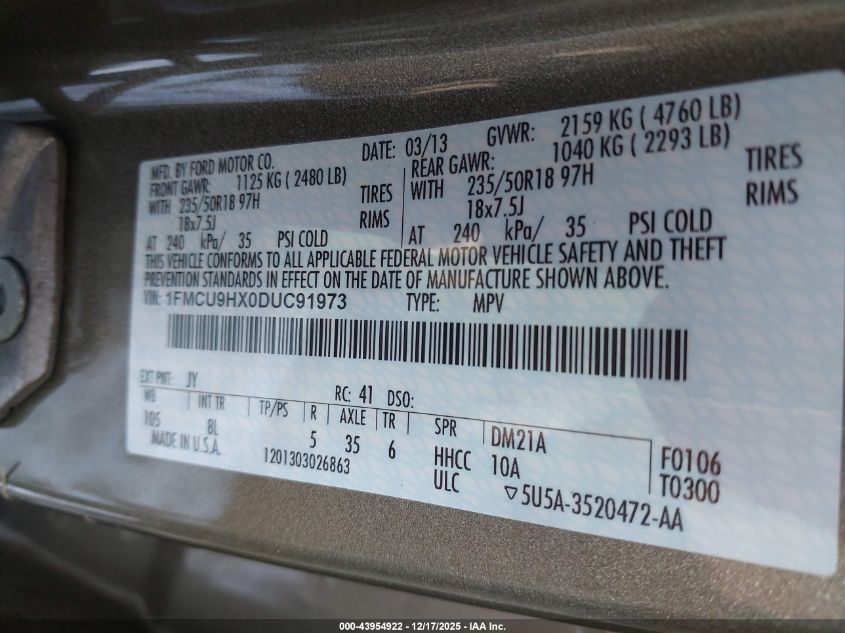 MFD. BY FORD MOTOR CO. DATE: 03/13 GVWR: 2159 KG ( 4760 LB)
FRONT GAWR: 1125 KG ( 2480 LB) REAR GAWR: 1040 KG ( 2293 LB)
WITH 235/50R18 97H TIRES WITH 235/50R18 97H TIRES
18x7.5J RIMS 18x7.5J RIMS
AT 240 kPa/ 35 PSI COLD AT 240 kPa/ 35 PSI COLD
THIS VEHICLE CONFORMS TO ALL APPLICABLE FEDERAL MOTOR VEHICLE SAFETY AND THEFT
PREVENTION STANDARDS IN EFFECT ON THE DATE OF MANUFACTURE SHOWN ABOVE.
VIN: 1FMCU9HX0DUC91973 TYPE: MPV
EXT PNT: JY RC: 41 DSO:
WB INT TR TP/PS R AXLE TR SPR DM21A F0106
105 8L 5 35 6 HHCC 10A T0300
MADE IN U.S.A. 1201303026863 ULC ▽5U5A-3520472-AA
000-43954922 - 12/17/2025 - IAA Inc.